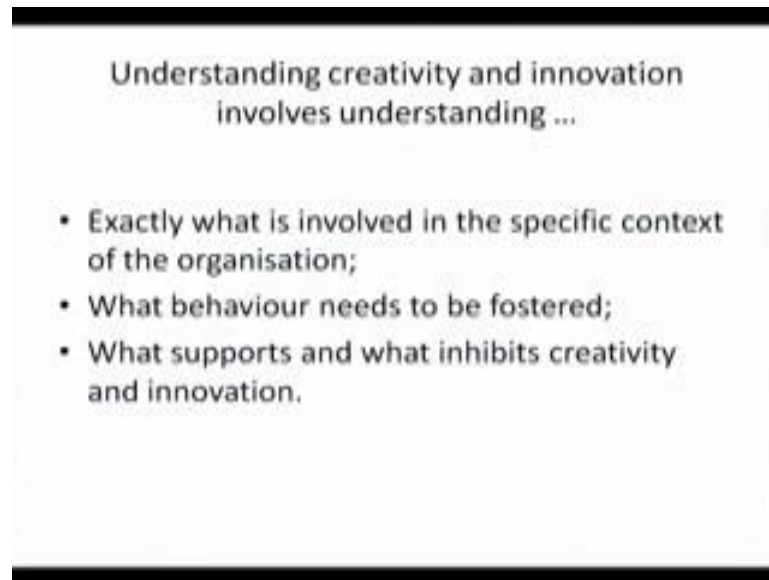 Understanding creativity and innovation
involves understanding ...
• Exactly what is involved in the specific context
of the organisation;
• What behaviour needs to be fostered;
• What supports and what inhibits creativity
and innovation.